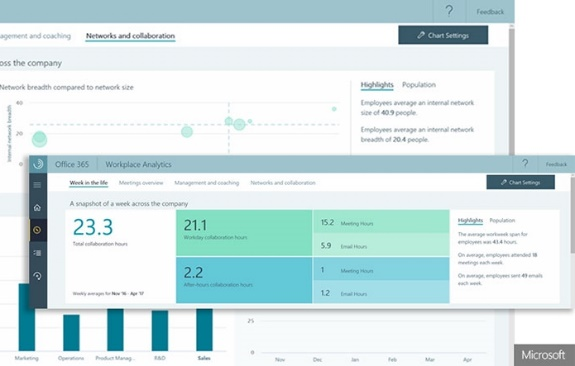 ?
Feedback
agement and coaching
Networks and collaboration
Chart Settings
oss the company
Network breadth compared to network size
Highlights
Population
Employees average an internal network
size of 40.9 people.
Employees average an internal network
breadth of 20.4 people.
Internal network breadth
40
20
0
Office 365
Workplace Analytics
?
Feedback
Week in the life
Meetings overview
Management and coaching
Networks and collaboration
Chart Settings
A snapshot of a week across the company
23.3
Total collaboration hours
Weekly averages for Nov '16 - Apr '17
21.1
Workday collaboration hours
15.2 Meeting Hours
5.9 Email Hours
2.2
After-hours collaboration hours
1 Meeting Hours
1.2 Email Hours
Highlights
Population
The average workweek span for
employees was 43.4 hours.
On average, employees attended 18
meetings each week.
On average, employees sent 49 emails
each week.
25
0
Marketing
Operations
Product Manag...
R&D
Sales
Nov
Dec
Jan
Feb
Mar
Apr
Microsoft